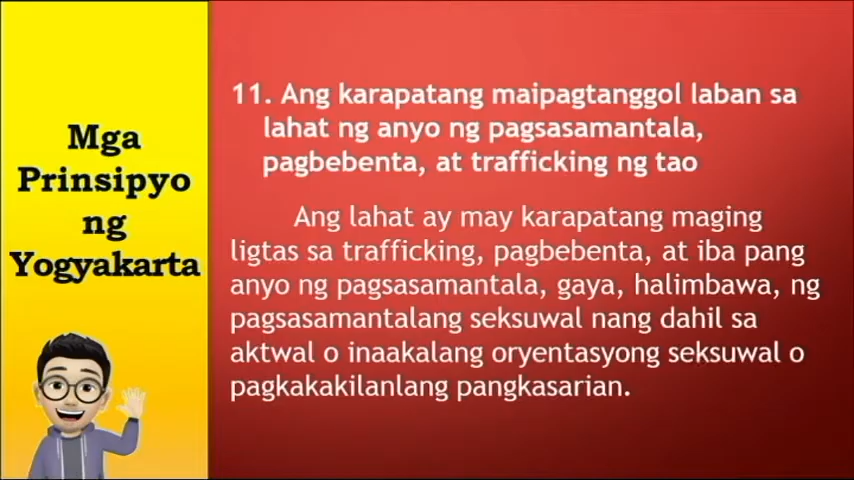 Mga
Prinsipyo
ng
Yogyakarta
11. Ang karapatang maipagtanggol laban sa
lahat ng anyo ng pagsasamantala,
pagbebenta, at trafficking ng tao
Ang lahat ay may karapatang maging
ligtas sa trafficking, pagbebenta, at iba pang
anyo ng pagsasamantala, gaya, halimbawa, ng
pagsasamantalang seksuwal nang dahil sa
aktwal o inaakalang oryentasyong seksuwal o
pagkakakilanlang pangkasarian.